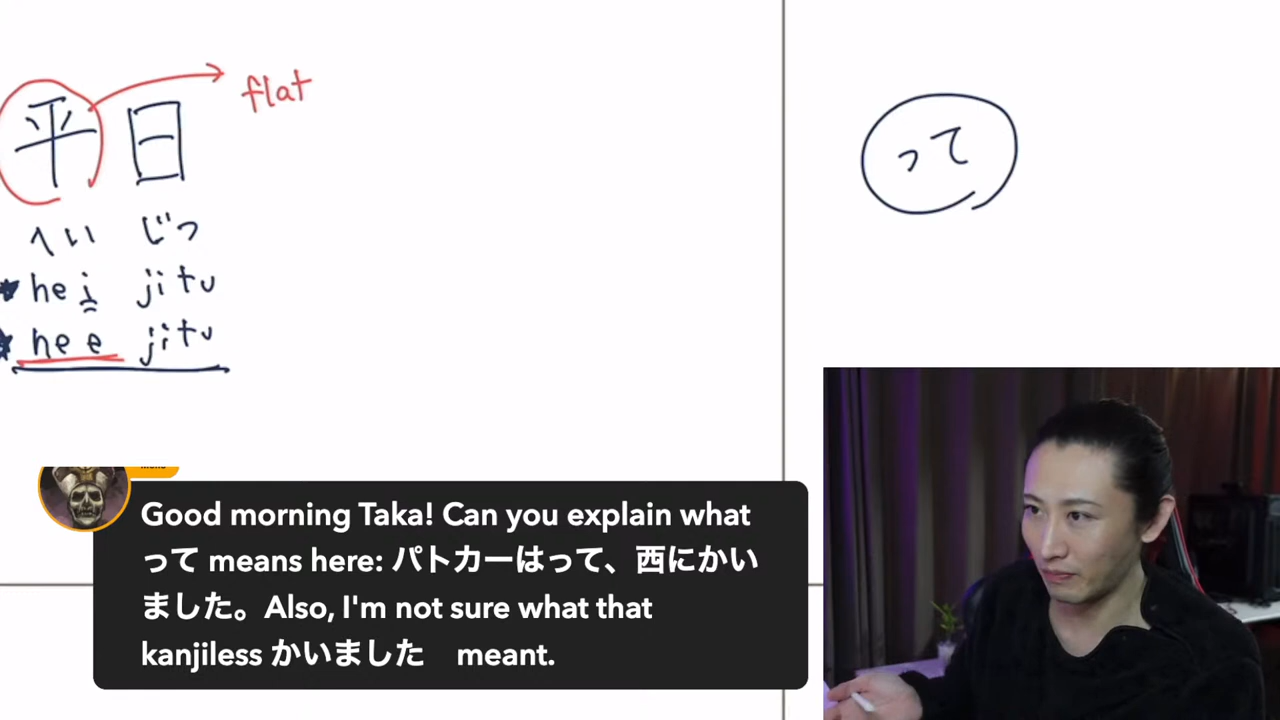 平日
flat
って
へい じつ
hei jitu
hee jitu
Good morning Taka! Can you explain what
って means here: パトカーはって、西にかい
ました。Also, I'm not sure what that
kanjiless かいました meant.